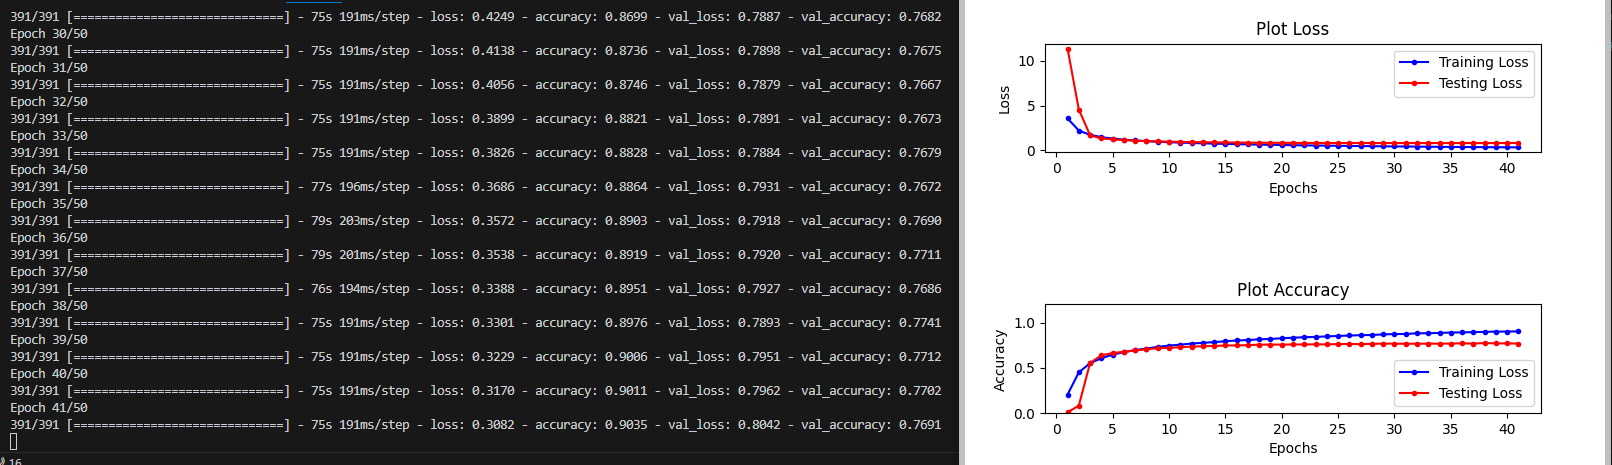 391/391 [==============================] - 75s 191ms/step - loss: 0.4249 - accuracy: 0.8699 - val_loss: 0.7887 - val_accuracy: 0.7682
Epoch 30/50
391/391 [==============================] - 75s 191ms/step - loss: 0.4138 - accuracy: 0.8736 - val_loss: 0.7898 - val_accuracy: 0.7675
Epoch 31/50
391/391 [==============================] - 75s 191ms/step - loss: 0.4056 - accuracy: 0.8746 - val_loss: 0.7879 - val_accuracy: 0.7667
Epoch 32/50
391/391 [==============================] - 75s 191ms/step - loss: 0.3899 - accuracy: 0.8821 - val_loss: 0.7891 - val_accuracy: 0.7673
Epoch 33/50
391/391 [==============================] - 75s 191ms/step - loss: 0.3826 - accuracy: 0.8828 - val_loss: 0.7884 - val_accuracy: 0.7679
Epoch 34/50
391/391 [==============================] - 77s 196ms/step - loss: 0.3686 - accuracy: 0.8864 - val_loss: 0.7931 - val_accuracy: 0.7672
Epoch 35/50
391/391 [==============================] - 79s 203ms/step - loss: 0.3572 - accuracy: 0.8903 - val_loss: 0.7918 - val_accuracy: 0.7690
Epoch 36/50
391/391 [==============================] - 79s 201ms/step - loss: 0.3538 - accuracy: 0.8919 - val_loss: 0.7920 - val_accuracy: 0.7711
Epoch 37/50
391/391 [==============================] - 76s 194ms/step - loss: 0.3388 - accuracy: 0.8951 - val_loss: 0.7927 - val_accuracy: 0.7686
Epoch 38/50
391/391 [==============================] - 75s 191ms/step - loss: 0.3301 - accuracy: 0.8976 - val_loss: 0.7893 - val_accuracy: 0.7741
Epoch 39/50
391/391 [==============================] - 75s 191ms/step - loss: 0.3229 - accuracy: 0.9006 - val_loss: 0.7951 - val_accuracy: 0.7712
Epoch 40/50
391/391 [==============================] - 75s 191ms/step - loss: 0.3170 - accuracy: 0.9011 - val_loss: 0.7962 - val_accuracy: 0.7702
Epoch 41/50
391/391 [==============================] - 75s 191ms/step - loss: 0.3082 - accuracy: 0.9035 - val_loss: 0.8042 - val_accuracy: 0.7691
16
Plot Loss
Loss
10
5
0
Training Loss
Testing Loss
0 5 10 15 20 25 30 35 40
Epochs
Plot Accuracy
Accuracy
1.0
0.5
0.0
Training Loss
Testing Loss
0 5 10 15 20 25 30 35 40
Epochs